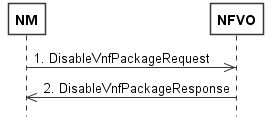 NM
NFVO
1. DisableVnfPackageRequest
2. DisableVnfPackageResponse